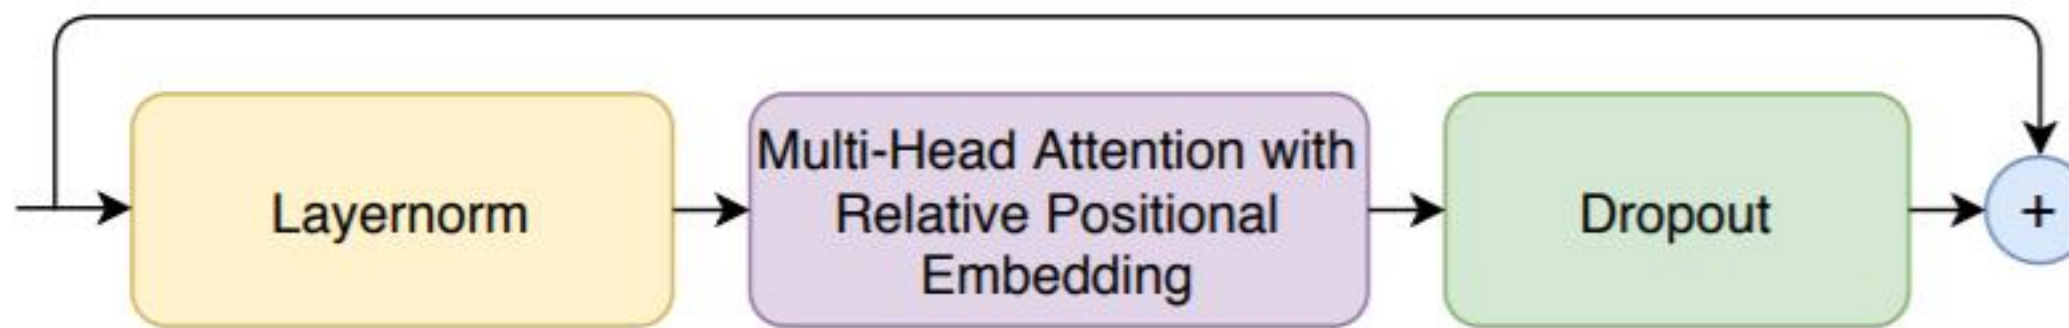 Layernorm
Multi-Head Attention with
Relative Positional
Embedding
Dropout
+